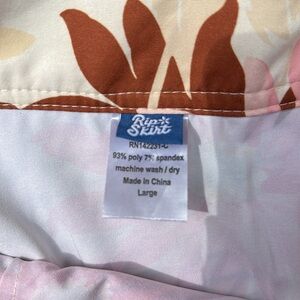 Rip
Skirt
RN142231-C
93% poly 7% spandex
machine wash / dry
Made in China
Large